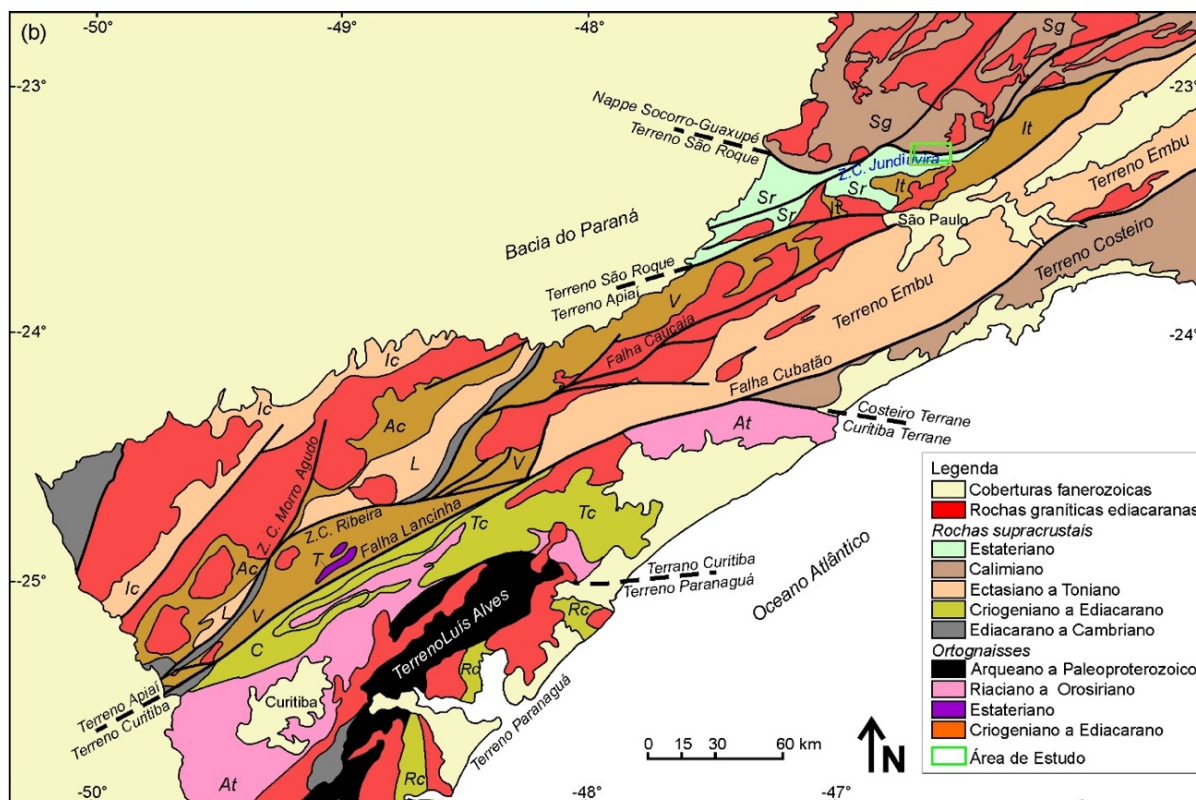 (b)
-50°
-49°
-48°
-23°
-23°
Sg
Sg
Sg
Nappe Socorro-Guaxupé
Terreno São Roque
It
Z.C. Jundiuvira
Sr
Sr
Sr
It
It
São Paulo
Terreno Embu
Terreno Costeiro
Bacia do Paraná
Terreno São Roque
Terreno Apiaí
V
Terreno Embu
-24°
-24°
Falha Caucaia
Falha Cubatão
Ic
Ic
Ac
Z.C. Morro Agudo
L
V
At
Costeiro Terrane
Curitiba Terrane
Z.C. Ribeira
Falha Lancinha
T
Tc
Tc
Ic
Ac
L
V
-25°
Terrano Curitiba
Terreno Paranaguá
Oceano Atlântico
TerrenoLuís Alves
Rc
Rc
C
Terreno Apiaí
Terreno Curitiba
Curitiba
Terreno Paranaguá
At
Rc
-50°
-49°
-48°
-47°
0 15 30 60 km
N
Legenda
Coberturas fanerozoicas
Rochas graníticas ediacaranas
Rochas supracrustais
Estateriano
Calimiano
Ectasiano a Toniano
Criogeniano a Ediacarano
Ediacarano a Cambriano
Ortognaisses
Arqueano a Paleoproterozoico
Riaciano a Orosiriano
Estateriano
Criogeniano a Ediacarano
Área de Estudo